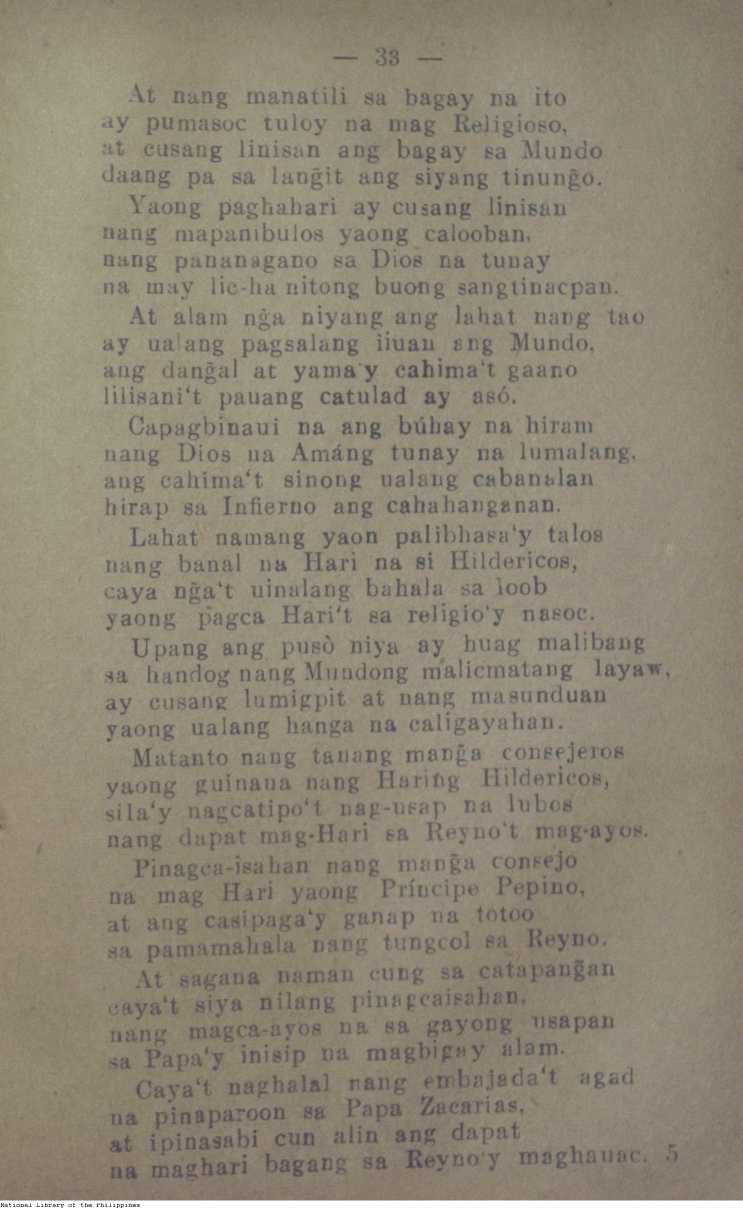 — 33 —
At nang manatili sa bagay na ito
ay pumasoc tuloy na mag Religioso,
at cusang linisan ang bagay sa Mundo
daang pa sa lang̃it ang siyang tinung̃o.
Yaong paghahari ay cusang linisan
nang mapanibulos yaong calooban,
nang pananagano sa Dios na tunay
na may lic-ha nitong buong sangtinacpan.
At alam ng̃a niyang ang lahat nang tao
ay ualang pagsalang iiuan ang Mundo,
ang dang̃al at yama'y cahima‘t gaano
lilisani‘t pauang catulad ay asó.
Capagbinaui na ang búhay na hiram
nang Dios na Amáng tunay na lumalang,
ang cahima‘t sinong ualang cabanalan
hirap sa Infierno ang cahahanganan.
Lahat namang yaon palibhasa‘y talos
nang banal na Hari na si Hildericos,
caya ng̃a‘t uinalang bahala sa loob
yaong pagca Hari't sa religio'y nasoc.
Upang ang pusò niya ay huag malibang
sa handog nang Mundong malicmatang layaw,
ay cusang lumigpit at nang masunduan
yaong ualang hanga na caligayahan.
Matanto nang tanang mang̃a consejeros
yaong guinaua nang Haring Hildericos,
sila‘y nagcatipo‘t nag-usap na lubos
nang dapat mag-Hari sa Reyno‘t mag-ayos.
Pinagca-isahan nang mang̃a consejo
na mag Hari yaong Príncipe Pepino,
at ang casipaga‘y ganap na totoo
sa pamamahala nang tungcol sa Reyno.
At sagana naman cung sa catapang̃an
caya‘t siya nilang pinagcaisahan,
nang magca-ayos na sa gayong usapan
sa Papa‘y inisip na magbigay alam.
Caya‘t naghalal nang embajada‘t agad
na pinaparoon sa Papa Zacarias,
at ipinasabi cun alin ang dapat
na maghari bagang sa Reyno'y maghauac. 5
National Library of the Philippines